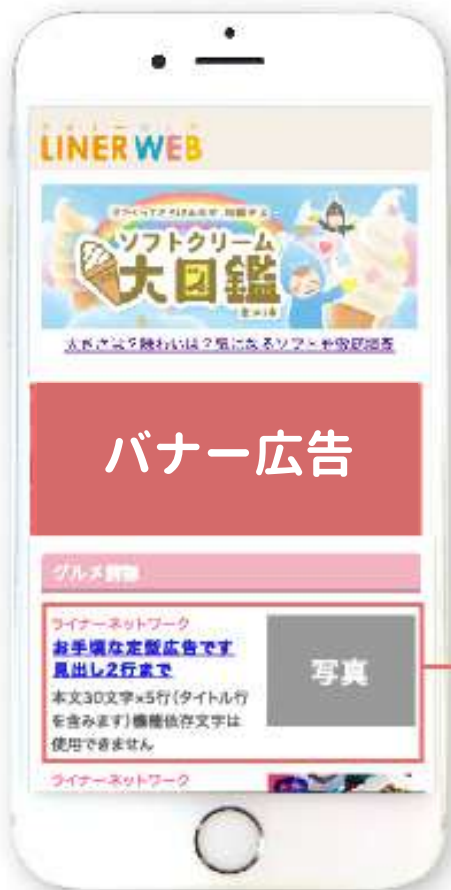 LINER WEB
ソフトクリーム
大図鑑
バナー広告
グルメ
ライナーネットワーク
お手頃な定型広告です
見出し2行まで
写真
本文30文字×5行(タイトル行
を含みます)機種依存文字は
使用できません
ライナーネットワーク